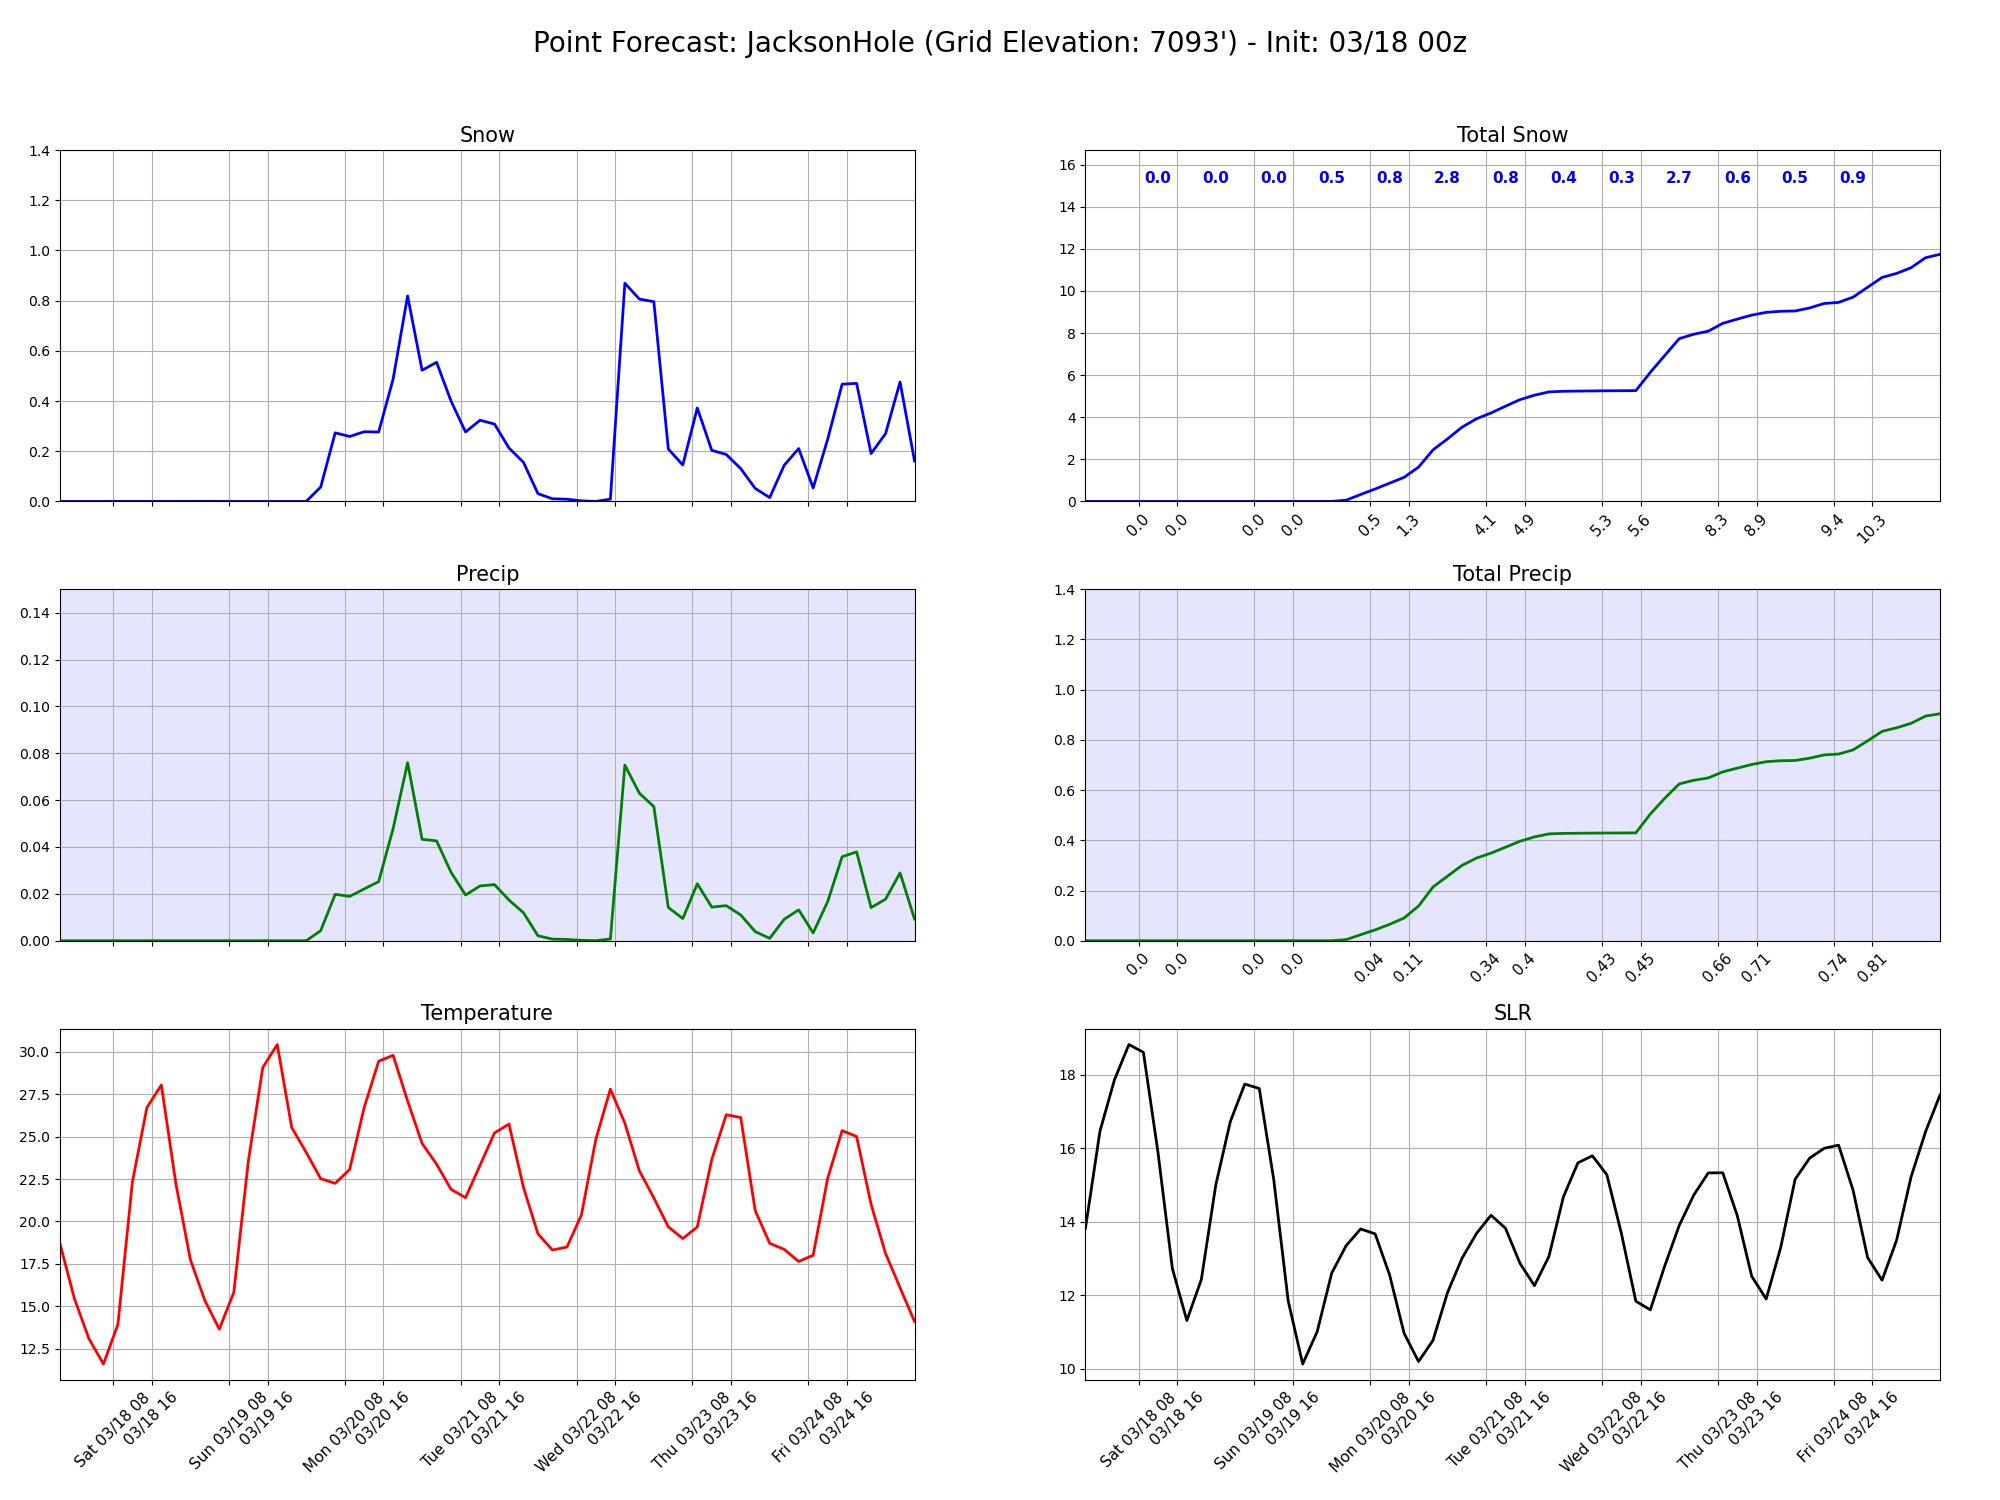 Point Forecast: JacksonHole (Grid Elevation: 7093') - Init: 03/18 00z
Snow
1.4
1.2
1.0
0.8
0.6
0.4
0.2
0.0
Total Snow
16
14
12
10
8
6
4
2
0
0.0 0.0 0.0 0.5 0.8 2.8 0.8 0.4 0.3 2.7 0.6 0.5 0.9
0.0 0.0 0.0 0.0 0.5 1.3 4.1 4.9 5.3 5.6 8.3 8.9 9.4 10.3
Precip
0.14
0.12
0.10
0.08
0.06
0.04
0.02
0.00
Total Precip
1.4
1.2
1.0
0.8
0.6
0.4
0.2
0.0
0.0 0.0 0.0 0.0 0.04 0.11 0.34 0.4 0.43 0.45 0.66 0.71 0.74 0.81
Temperature
30.0
27.5
25.0
22.5
20.0
17.5
15.0
12.5
Sat 03/18 08
03/18 16
Sun 03/19 08
03/19 16
Mon 03/20 08
03/20 16
Tue 03/21 08
03/21 16
Wed 03/22 08
03/22 16
Thu 03/23 08
03/23 16
Fri 03/24 08
03/24 16
SLR
18
16
14
12
10
Sat 03/18 08
03/18 16
Sun 03/19 08
03/19 16
Mon 03/20 08
03/20 16
Tue 03/21 08
03/21 16
Wed 03/22 08
03/22 16
Thu 03/23 08
03/23 16
Fri 03/24 08
03/24 16